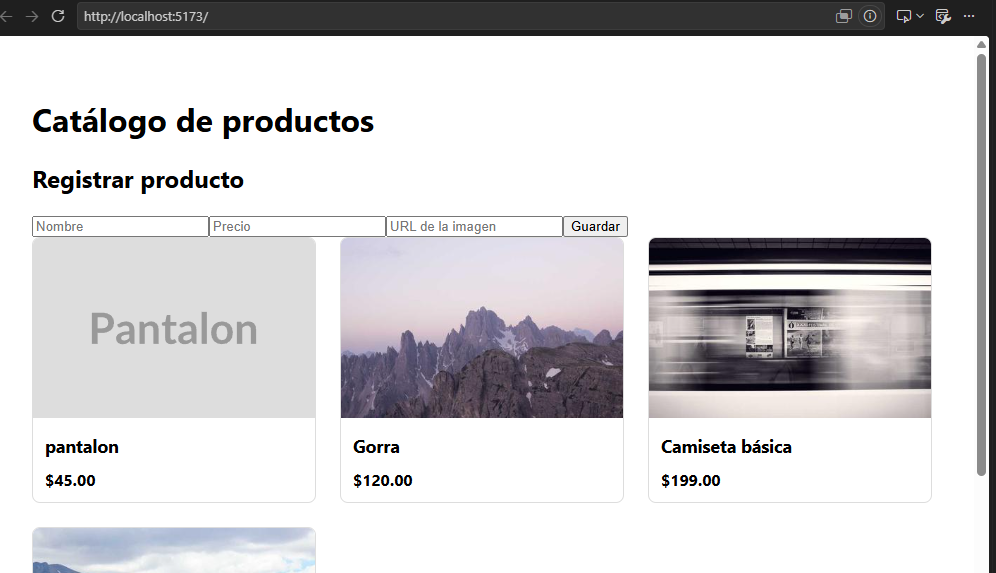 http://localhost:5173/
Catálogo de productos
Registrar producto
Nombre Precio URL de la imagen Guardar
Pantalon
pantalon Gorra Camiseta básica
$45.00 $120.00 $199.00